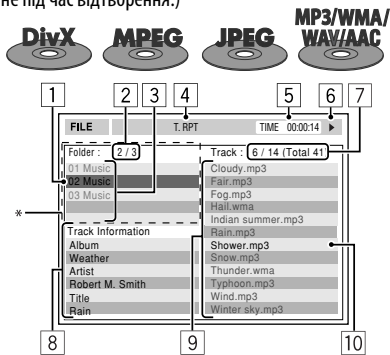 не під час відтворення.)
DivX
MPEG
JPEG
MP3/WMA/
WAV/AAC
1
2
3
4
5
6
7
FILE
T. RPT
TIME 00:00:14
Folder : 2 / 3
Track : 6 / 14 (Total 41
01 Music
02 Music
03 Music
Cloudy.mp3
Fair.mp3
Fog.mp3
Hail.wma
Indian summer.mp3
Rain.mp3
Shower.mp3
Snow.mp3
Thunder.wma
Typhoon.mp3
Wind.mp3
Winter sky.mp3
*
Track Information
Album
Weather
Artist
Robert M. Smith
Title
Rain
8
9
10